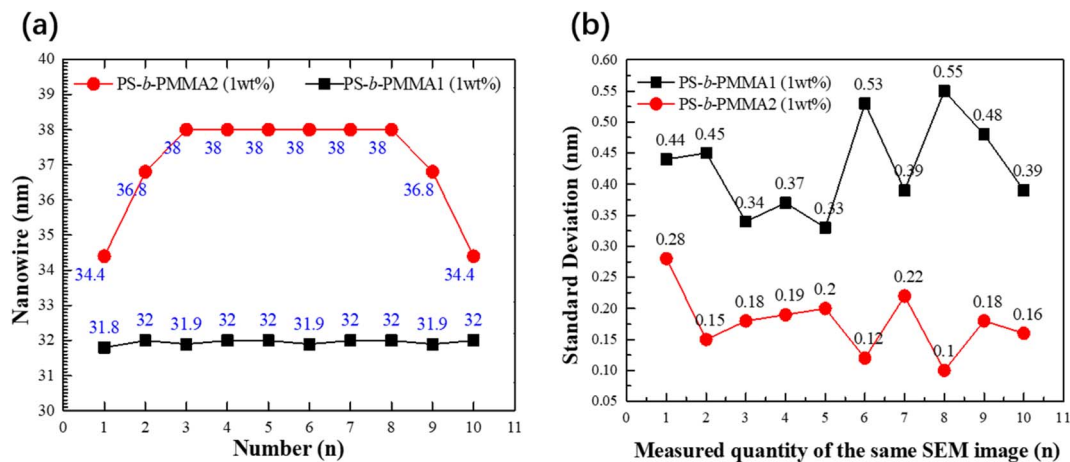 (a)
40
39
38
37
36
35
34
33
32
31
30
Nanowire (nm)
PS-b-PMMA2 (1wt%) PS-b-PMMA1 (1wt%)
34.4 36.8 38 38 38 38 38 38 36.8 34.4
31.8 32 31.9 32 32 31.9 32 32 31.9 32
0 1 2 3 4 5 6 7 8 9 10 11
Number (n)
(b)
0.60
0.55
0.50
0.45
0.40
0.35
0.30
0.25
0.20
0.15
0.10
0.05
Standard Deviation (nm)
PS-b-PMMA1 (1wt%)
PS-b-PMMA2 (1wt%)
0.44 0.45 0.34 0.37 0.33 0.53 0.39 0.55 0.48 0.39
0.28 0.15 0.18 0.19 0.2 0.12 0.22 0.1 0.18 0.16
0 1 2 3 4 5 6 7 8 9 10 11
Measured quantity of the same SEM image (n)